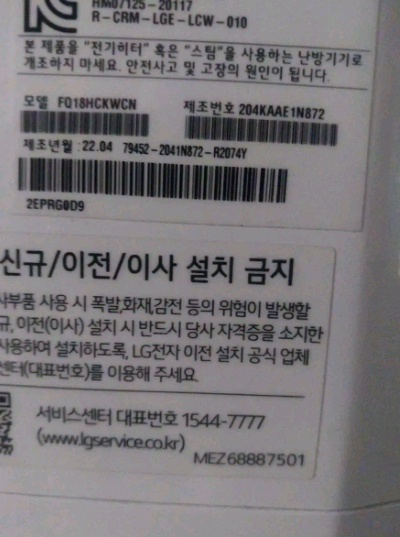 HM07125-20117
R-CRM-LGE-LCW-010
본 제품을 "전기히터" 혹은 "스팀"을 사용하는 난방기기로
개조하지 마세요. 안전사고 및 고장의 원인이 됩니다.
모델 FQ18HCKWCN 제조번호 204KAAE1N872
제조년월 : 22.04 79452-2041N872-R2074Y
2EPRG0D9
신규/이전/이사 설치 금지
사부품 사용 시 폭발,화재,감전 등의 위험이 발생할
규, 이전(이사) 설치 시 반드시 당사 자격증을 소지한
사용하여 설치하도록, LG전자 이전 설치 공식 업체
센터(대표번호)를 이용해 주세요.
서비스센터 대표번호 1544-7777
(www.lgservice.co.kr)
MEZ68887501